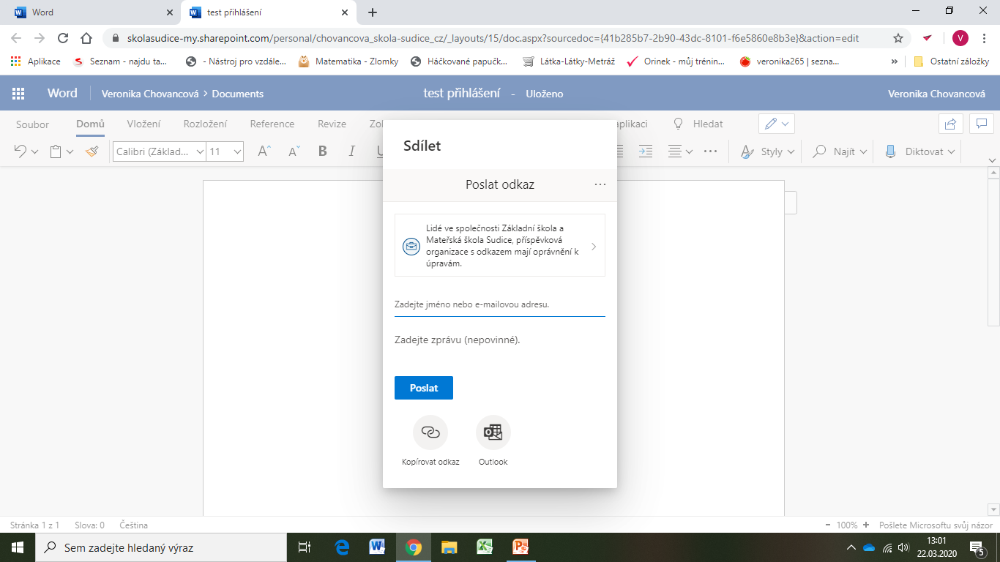 Word
test přihlášení
skolasudice-my.sharepoint.com/personal/chovancova_skola-sudice_cz/_layouts/15/doc.aspx?sourcedoc={41b285b7-2b90-43dc-8101-f6e5860e8b3e}&action=edit
V
Aplikace
Seznam - najdu ta...
- Nástroj pro vzdále...
Matematika - Zlomky
Háčkované papučk...
Látka-Látky-Metráž
Orinek - můj trénin...
veronika265 | sezna...
»
Ostatní záložky
Word
Veronika Chovancová > Documents
test přihlášení - Uloženo
Veronika Chovancová
Soubor
Domů
Vložení
Rozložení
Reference
Revize
Zo
plikaci
Hledat
Calibri (Základ...
11
A
A
B
I
U
Styly
Najít
Diktovat
Sdílet
Poslat odkaz
Lidé ve společnosti Základní škola a
Mateřská škola Sudice, příspěvková
organizace s odkazem mají oprávnění k
úpravám.
Zadejte jméno nebo e-mailovou adresu.
Zadejte zprávu (nepovinné).
Poslat
Kopírovat odkaz
Outlook
Stránka 1 z 1
Slova: 0
Čeština
- 100% +
Pošlete Microsoftu svůj názor
Sem zadejte hledaný výraz
13:01
22.03.2020
5